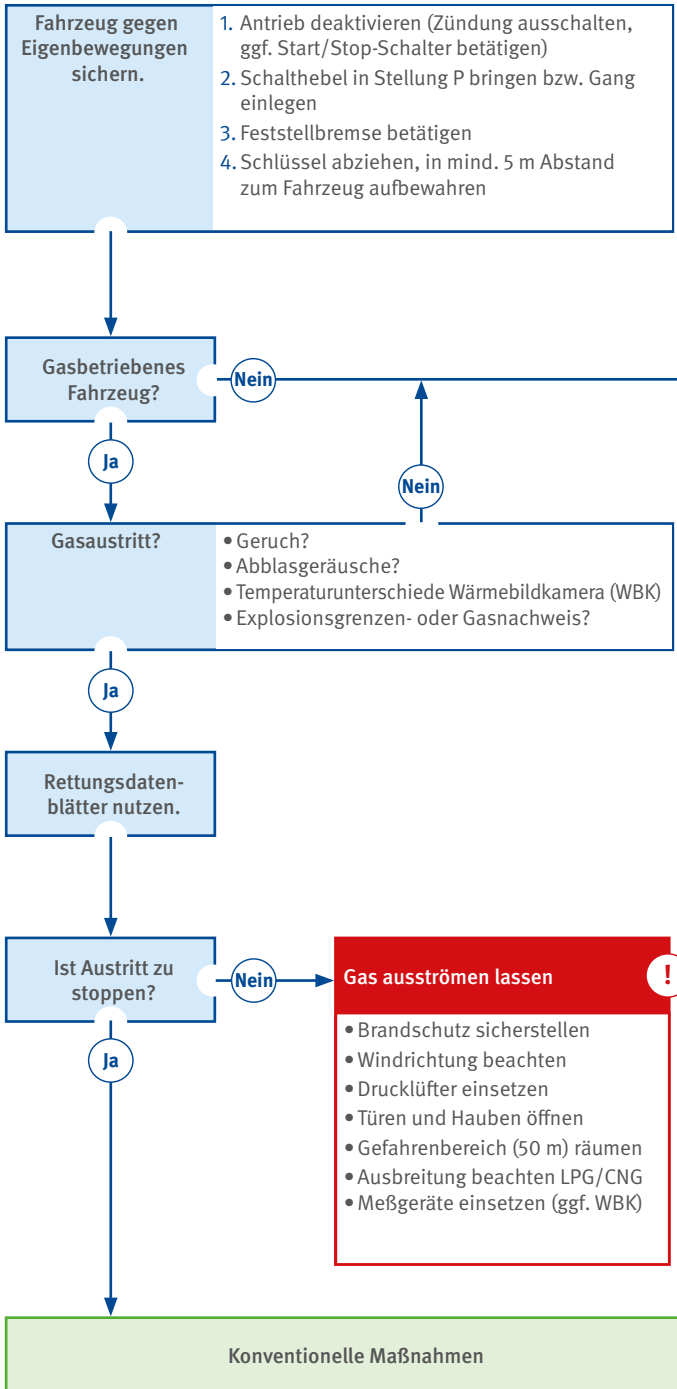 Fahrzeug gegen
Eigenbewegungen
sichern.
1. Antrieb deaktivieren (Zündung ausschalten,
ggf. Start/Stop-Schalter betätigen)
2. Schalthebel in Stellung P bringen bzw. Gang
einlegen
3. Feststellbremse betätigen
4. Schlüssel abziehen, in mind. 5 m Abstand
zum Fahrzeug aufbewahren
Gasbetriebenes
Fahrzeug?
Nein
Ja
Nein
Gasaustritt?
• Geruch?
• Abblasgeräusche?
• Temperaturunterschiede Wärmebildkamera (WBK)
• Explosionsgrenzen- oder Gasnachweis?
Ja
Rettungsdaten-
blätter nutzen.
Ist Austritt zu
stoppen?
Nein
Gas ausströmen lassen
!
Ja
• Brandschutz sicherstellen
• Windrichtung beachten
• Drucklüfter einsetzen
• Türen und Hauben öffnen
• Gefahrenbereich (50 m) räumen
• Ausbreitung beachten LPG/CNG
• Meßgeräte einsetzen (ggf. WBK)
Konventionelle Maßnahmen